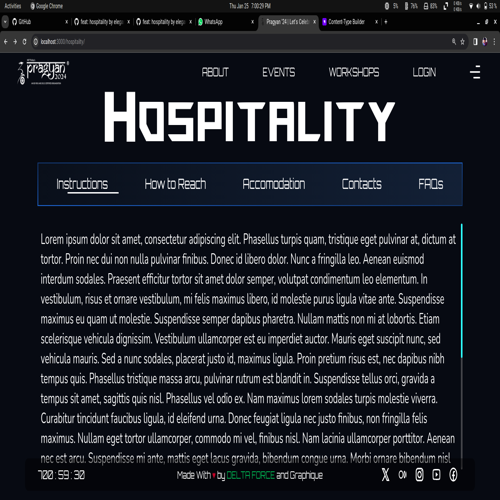 Activities Google Chrome Thu Jan 25 7:00:29 PM 5% 76% 83% 53 %
GitHub feat: hospitality by elegan feat: hospitality by elegan WhatsApp Pragyan '24 | Let's Celebr Content-Type Builder
localhost:3000/hospitality/
pragyan 2024 ABOUT EVENTS WORKSHOPS LOGIN
HOSPITALITY
Instructions How to Reach Accomodation Contacts FAQs
Lorem ipsum dolor sit amet, consectetur adipiscing elit. Phasellus turpis quam, tristique eget pulvinar at, dictum at
tortor. Proin nec dui non nulla pulvinar finibus. Donec id libero dolor. Nunc a fringilla leo. Aenean euismod
interdum sodales. Praesent efficitur tortor sit amet dolor semper, volutpat condimentum leo elementum. In
vestibulum, risus et ornare vestibulum, mi felis maximus libero, id molestie purus ligula vitae ante. Suspendisse
maximus eu quam ut molestie. Suspendisse semper dapibus pharetra. Nullam mattis non mi at lobortis. Etiam
scelerisque vehicula dignissim. Vestibulum ullamcorper est eu imperdiet auctor. Mauris eget suscipit nunc, sed
vehicula mauris. Sed a nunc sodales, placerat justo id, maximus ligula. Proin pretium risus est, nec dapibus nibh
tempus quis. Phasellus tristique massa arcu, pulvinar rutrum est blandit in. Suspendisse tellus orci, gravida a
tempus sit amet, sagittis quis nisl. Phasellus vel odio ex. Nam maximus lorem sodales turpis molestie viverra.
Curabitur tincidunt faucibus ligula, id eleifend urna. Donec feugiat ligula nec justo finibus, non fringilla felis
maximus. Nullam eget tortor ullamcorper, commodo mi vel, finibus nisl. Nam lacinia ullamcorper porttitor. Aenean
nec est arcu. Suspendisse mi ante, mattis eget lacus gravida, bibendum congue urna. Morbi ornare bibendum nisl
700 : 59 : 30 Made With ♥ by DELTA FORCE and Graphique